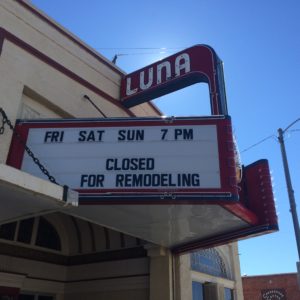 LUNA
FRI SAT SUN 7 PM
CLOSED
FOR REMODELING